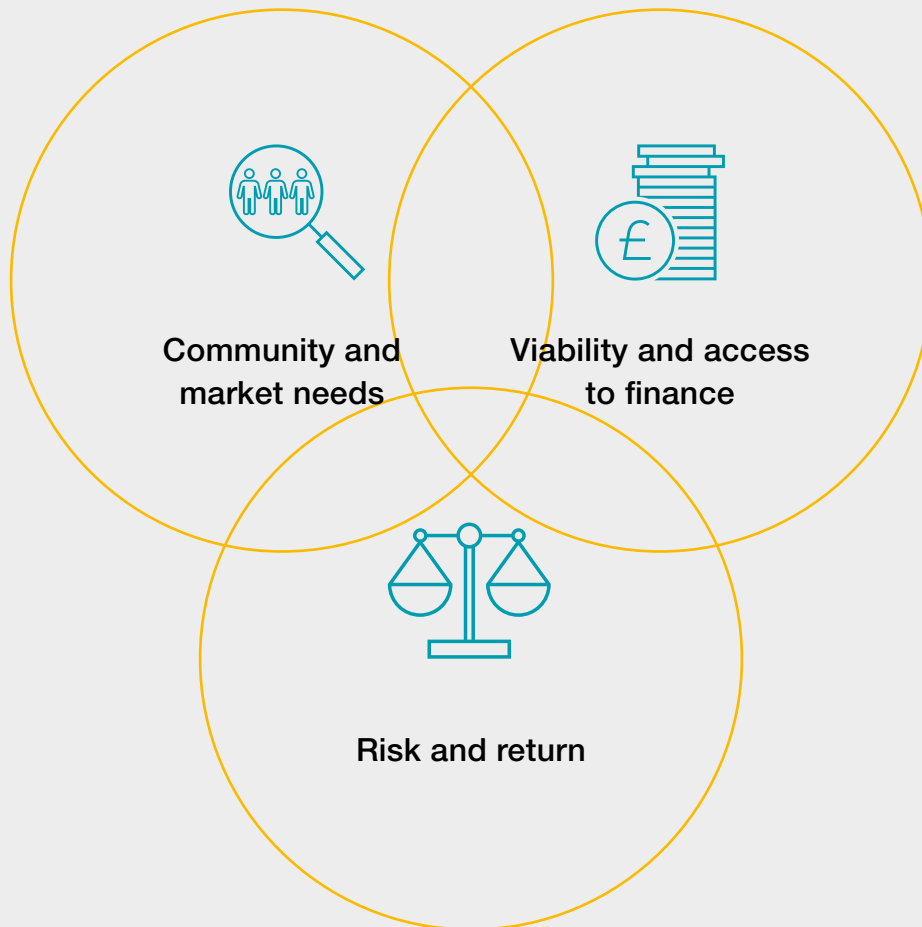 £
Community and
market needs
Viability and access
to finance
Risk and return